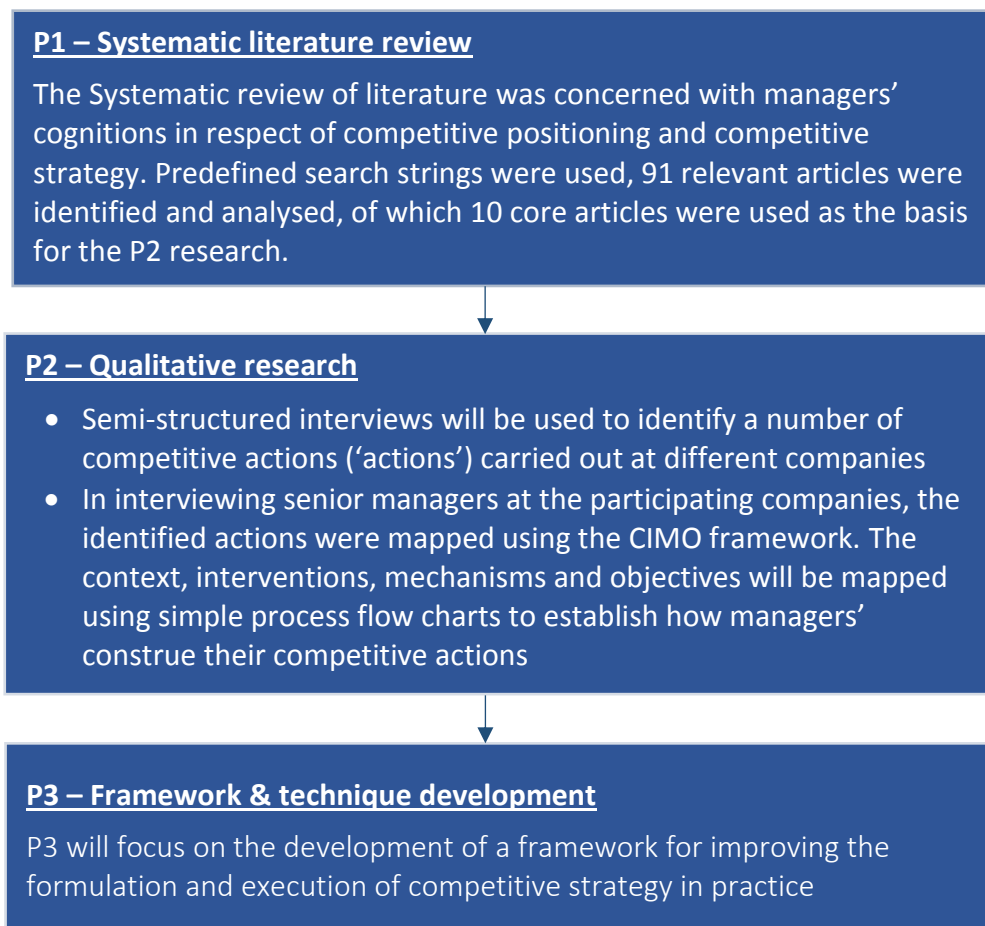 P1 – Systematic literature review
The Systematic review of literature was concerned with managers’
cognitions in respect of competitive positioning and competitive
strategy. Predefined search strings were used, 91 relevant articles were
identified and analysed, of which 10 core articles were used as the basis
for the P2 research.
P2 – Qualitative research
• Semi-structured interviews will be used to identify a number of
competitive actions (‘actions’) carried out at different companies
• In interviewing senior managers at the participating companies, the
identified actions were mapped using the CIMO framework. The
context, interventions, mechanisms and objectives will be mapped
using simple process flow charts to establish how managers’
construe their competitive actions
P3 – Framework & technique development
P3 will focus on the development of a framework for improving the
formulation and execution of competitive strategy in practice